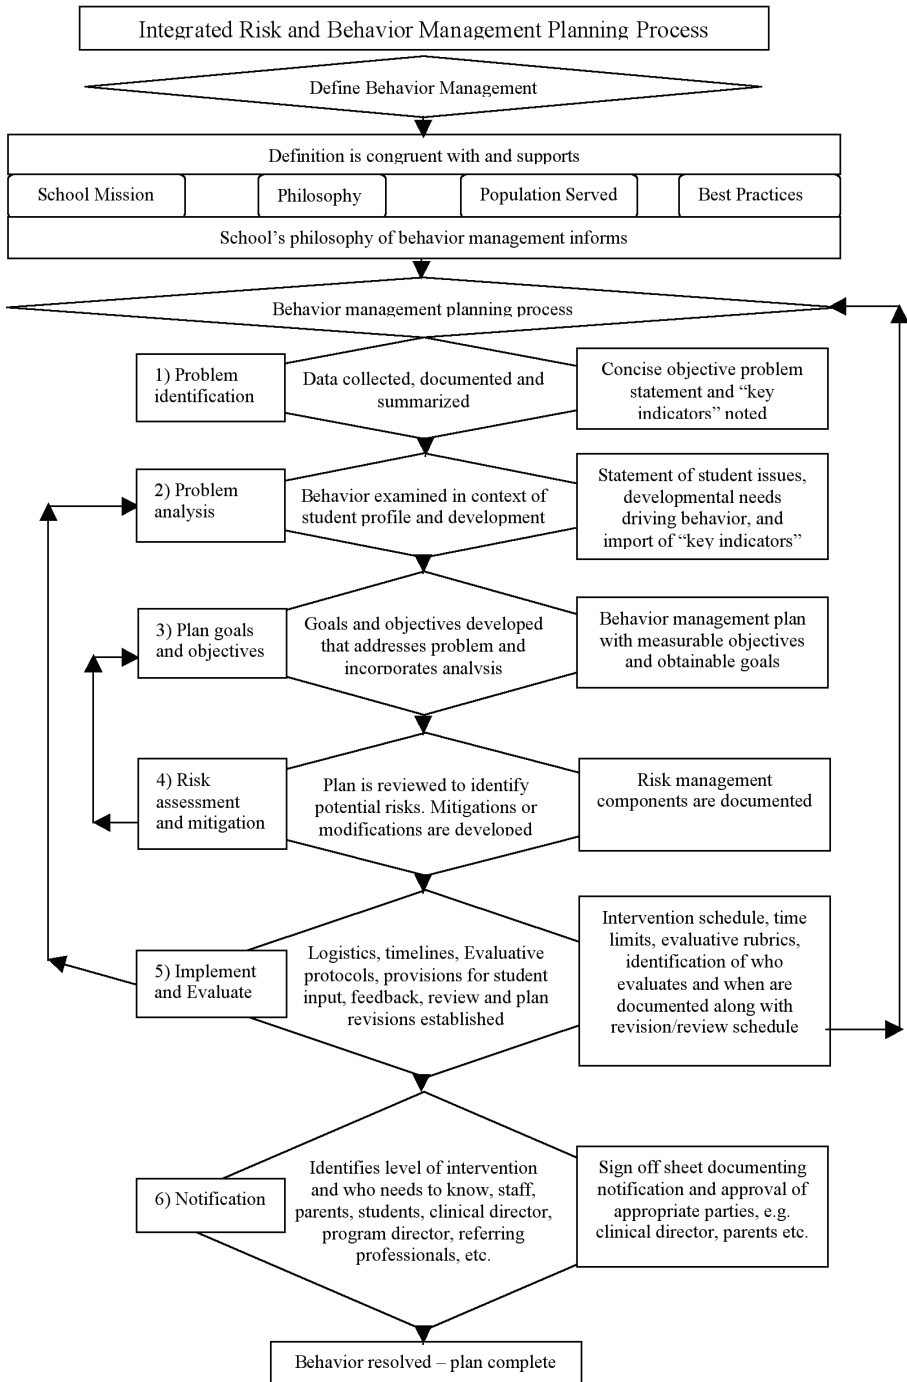 Integrated Risk and Behavior Management Planning Process
Define Behavior Management
Definition is congruent with and supports
School Mission
Philosophy
Population Served
Best Practices
School's philosophy of behavior management informs
Behavior management planning process
1) Problem
identification
Data collected, documented and
summarized
Concise objective problem
statement and “key
indicators” noted
2) Problem
analysis
Behavior examined in context of
student profile and development
Statement of student issues,
developmental needs
driving behavior, and
import of “key indicators”
3) Plan goals
and objectives
Goals and objectives developed
that addresses problem and
incorporates analysis
Behavior management plan
with measurable objectives
and obtainable goals
4) Risk
assessment
and mitigation
Plan is reviewed to identify
potential risks. Mitigations or
modifications are developed
Risk management
components are documented
5) Implement
and Evaluate
Logistics, timelines, Evaluative
protocols, provisions for student
input, feedback, review and plan
revisions established
Intervention schedule, time
limits, evaluative rubrics,
identification of who
evaluates and when are
documented along with
revision/review schedule
6) Notification
Identifies level of intervention
and who needs to know, staff,
parents, students, clinical director,
program director, referring
professionals, etc.
Sign off sheet documenting
notification and approval of
appropriate parties, e.g.
clinical director, parents etc.
Behavior resolved – plan complete